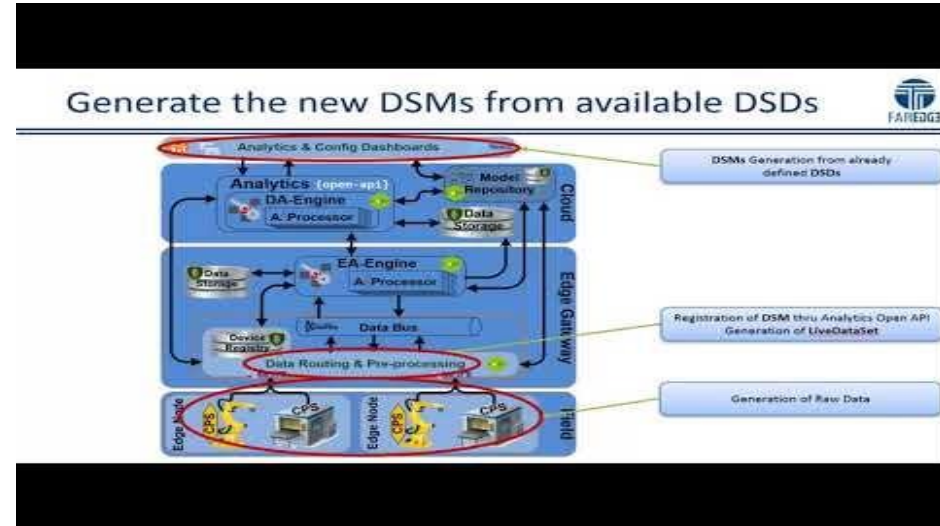 Generate the new DSMs from available DSDs
FAREDGE
Analytics & Config Dashboards
DSMs Generation from already
defined DSDs
Analytics {open-api}
DA-Engine
A. Processor
Model
Repository
Data
Storage
Cloud
EA-Engine
A. Processor
Data
Storage
Data Bus
Device
Registry
Data Routing & Pre-processing
Edge Gateway
Registration of DSM thru Analytics Open API
Generation of LiveDataSet
Edge Node
CPS
CPS
Edge Node
CPS
CPS
Field
Generation of Raw Data